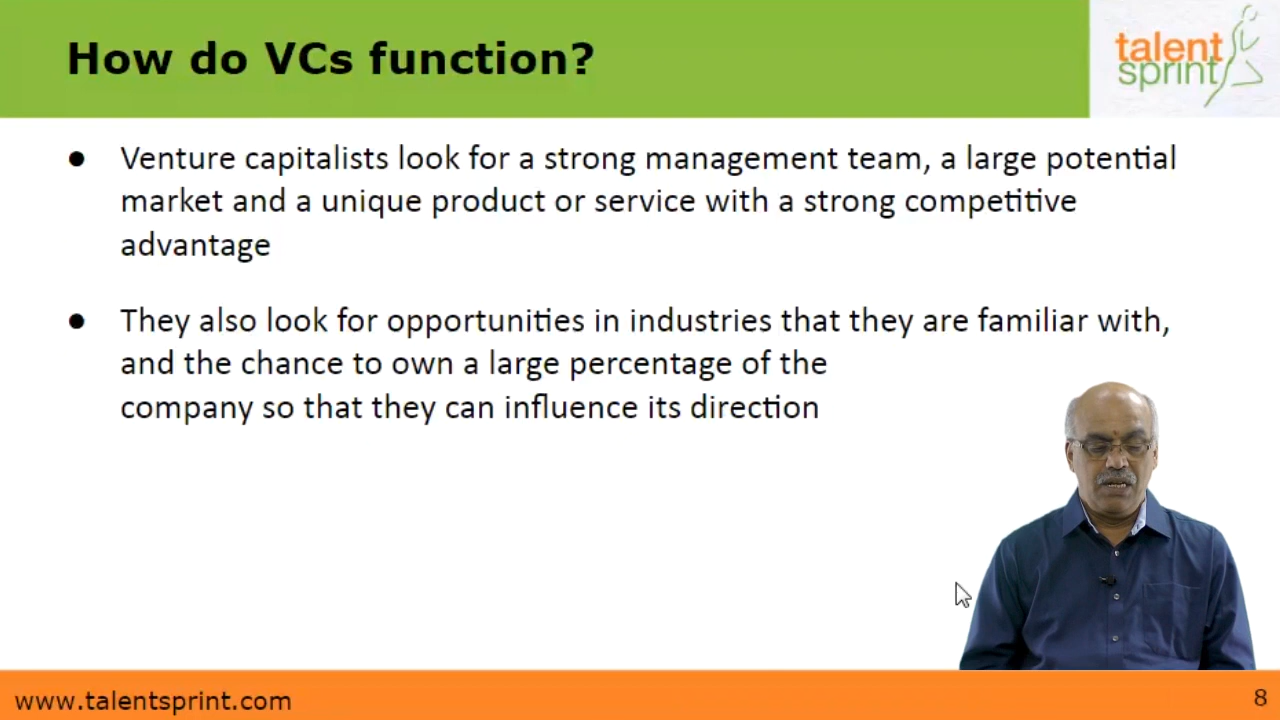 How do VCs function?
talent
sprint
● Venture capitalists look for a strong management team, a large potential
market and a unique product or service with a strong competitive
advantage
● They also look for opportunities in industries that they are familiar with,
and the chance to own a large percentage of the
company so that they can influence its direction
www.talentsprint.com
8